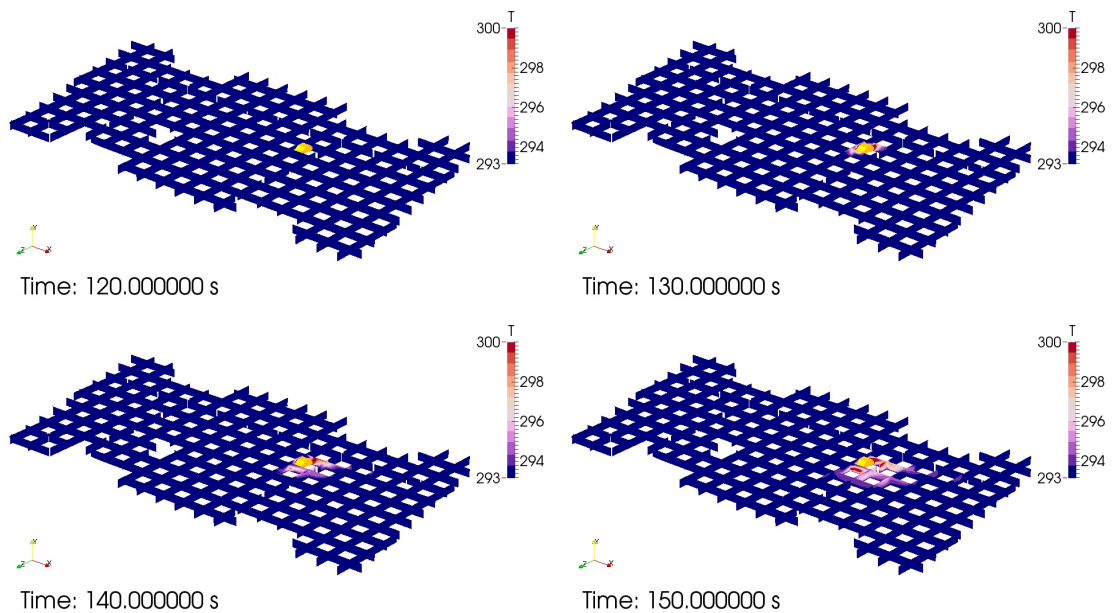 T
300
298
296
294
293
Y
Z
X
Time: 120.000000 s
T
300
298
296
294
293
Y
Z
X
Time: 130.000000 s
T
300
298
296
294
293
Y
Z
X
Time: 140.000000 s
T
300
298
296
294
293
Y
Z
X
Time: 150.000000 s